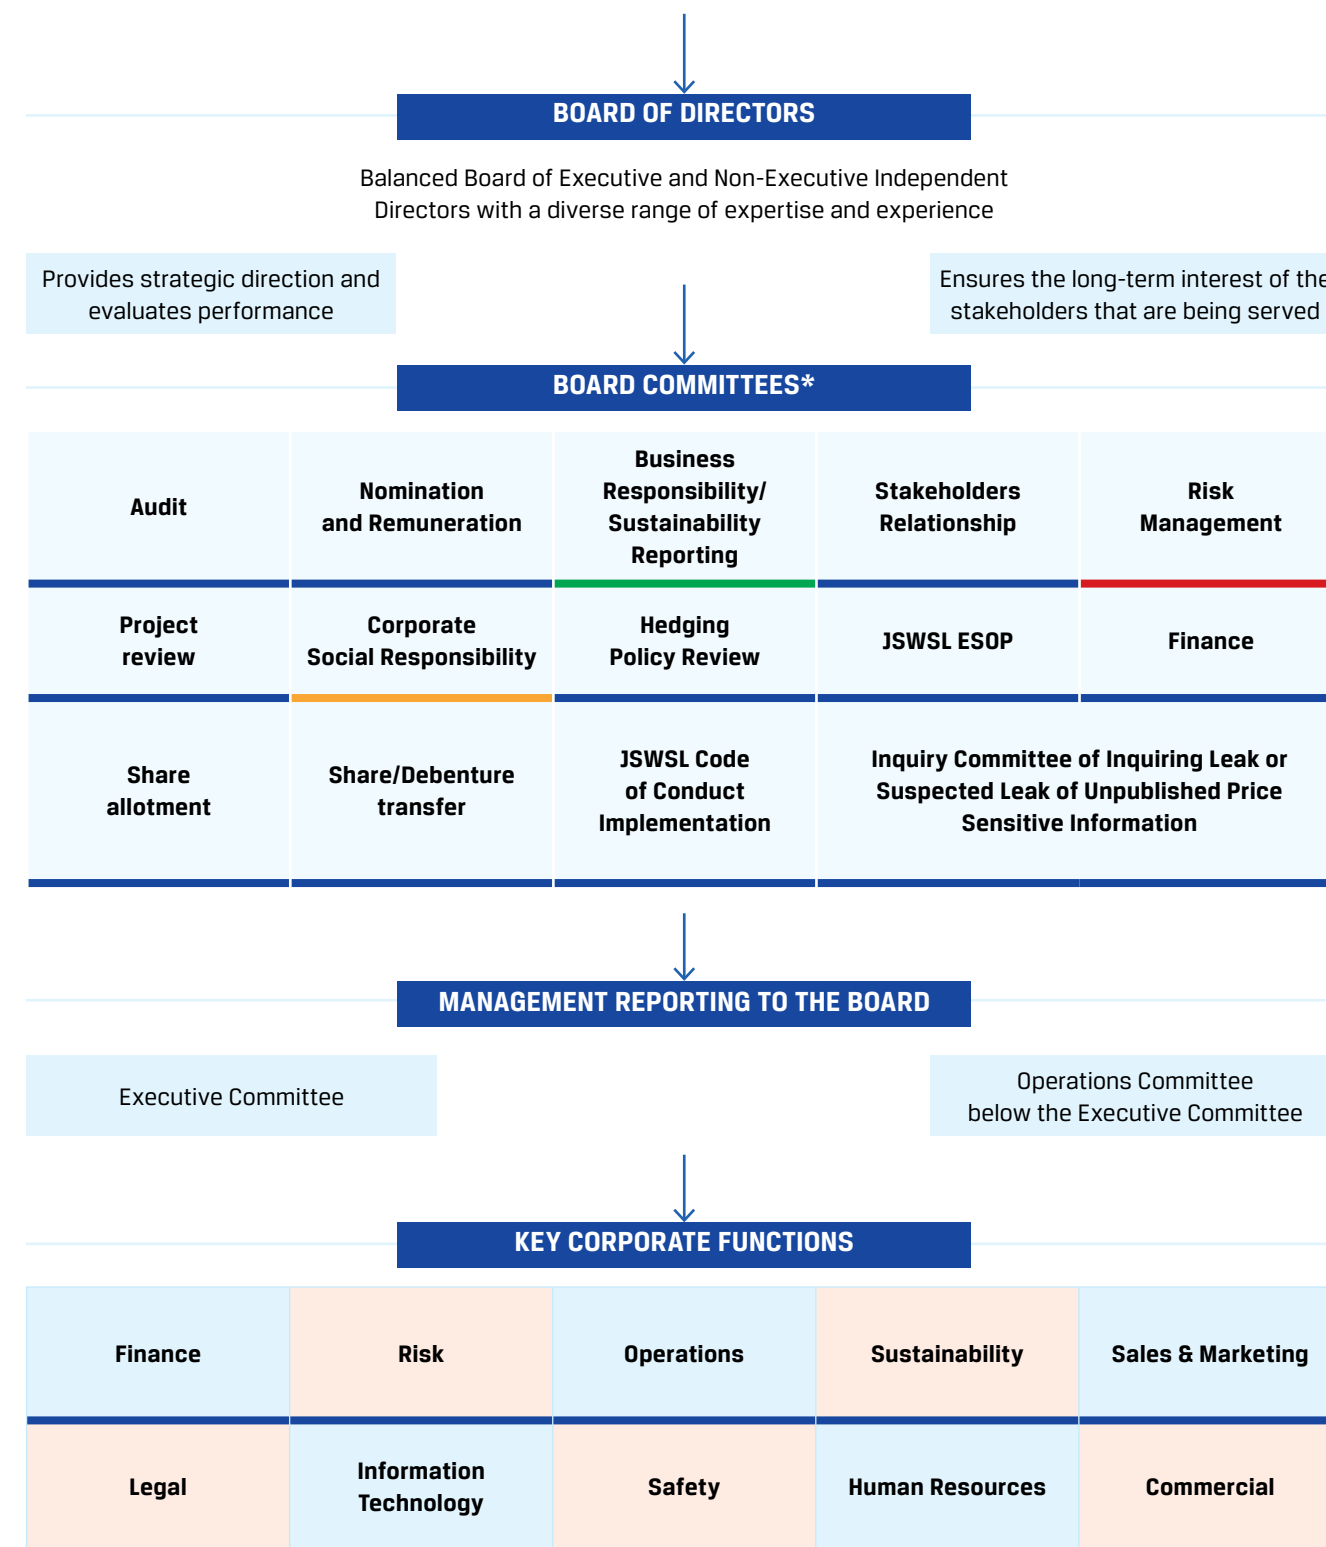 BOARD OF DIRECTORS
Balanced Board of Executive and Non-Executive Independent
Directors with a diverse range of expertise and experience
Provides strategic direction and
evaluates performance
Ensures the long-term interest of the
stakeholders that are being served
BOARD COMMITTEES*
Audit
Nomination
and Remuneration
Business
Responsibility/
Sustainability
Reporting
Stakeholders
Relationship
Risk
Management
Project
review
Corporate
Social Responsibility
Hedging
Policy Review
JSWSL ESOP
Finance
Share
allotment
Share/Debenture
transfer
JSWSL Code
of Conduct
Implementation
Inquiry Committee of Inquiring Leak or
Suspected Leak of Unpublished Price
Sensitive Information
MANAGEMENT REPORTING TO THE BOARD
Executive Committee
Operations Committee
below the Executive Committee
KEY CORPORATE FUNCTIONS
Finance
Risk
Operations
Sustainability
Sales & Marketing
Legal
Information
Technology
Safety
Human Resources
Commercial